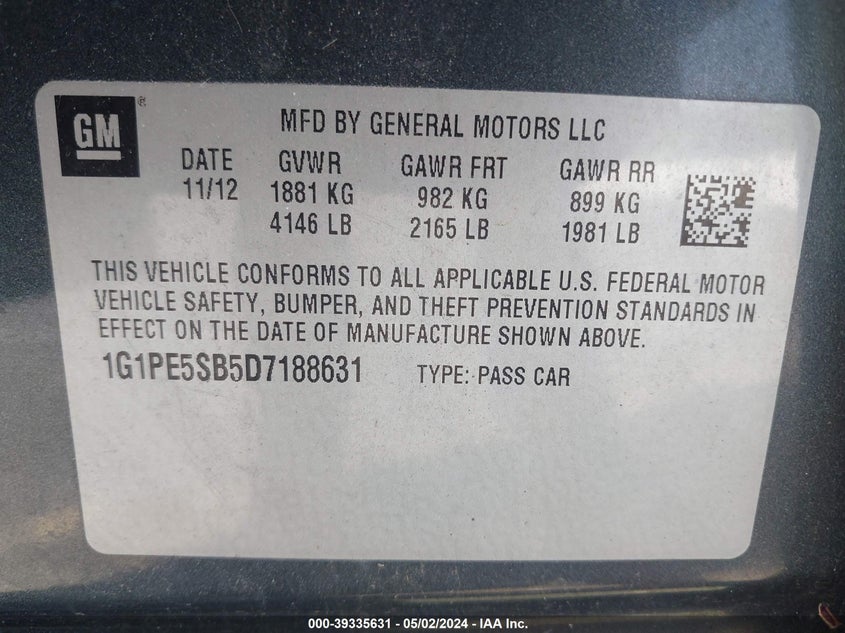 GM
®
MFD BY GENERAL MOTORS LLC
DATE GVWR GAWR FRT GAWR RR
11/12 1881 KG 982 KG 899 KG
4146 LB 2165 LB 1981 LB
THIS VEHICLE CONFORMS TO ALL APPLICABLE U.S. FEDERAL MOTOR
VEHICLE SAFETY, BUMPER, AND THEFT PREVENTION STANDARDS IN
EFFECT ON THE DATE OF MANUFACTURE SHOWN ABOVE.
1G1PE5SB5D7188631 TYPE: PASS CAR
000-39335631 - 05/02/2024 - IAA Inc.